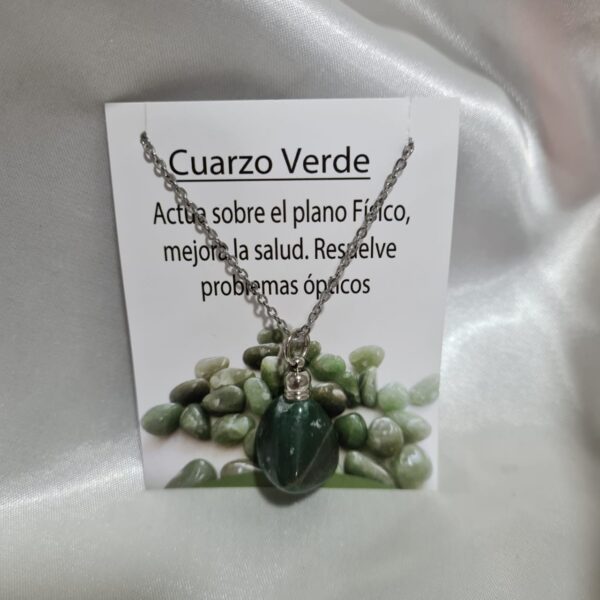 Cuarzo Verde
Actúa sobre el plano Físico,
mejora la salud. Resuelve
problemas ópticos